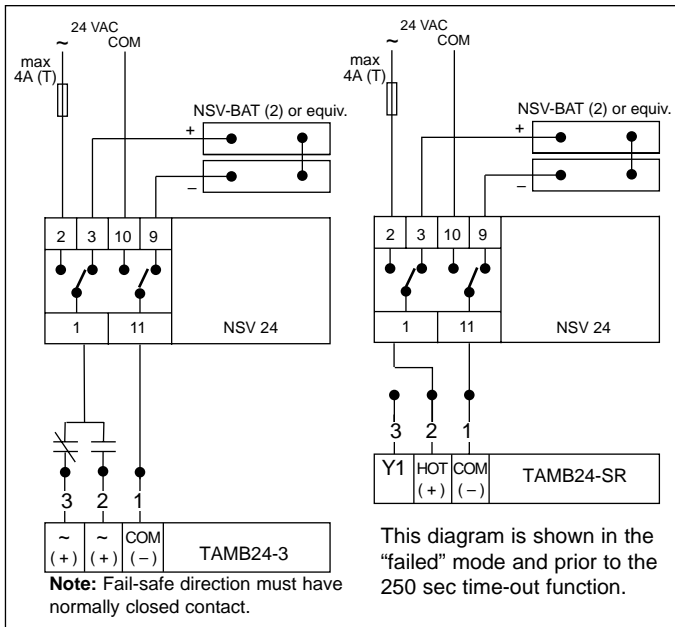 24 VAC
~ COM
max
4A (T)
NSV-BAT (2) or equiv.
+
–
2 3 10 9
1 11 NSV 24
3 2 1
~ ~ COM
(+) (+) (–) TAMB24-3
Note: Fail-safe direction must have
normally closed contact.
24 VAC
~ COM
max
4A (T)
NSV-BAT (2) or equiv.
+
–
2 3 10 9
1 11 NSV 24
3 2 1
Y1 HOT COM TAMB24-SR
(+) (–)
This diagram is shown in the
“failed” mode and prior to the
250 sec time-out function.